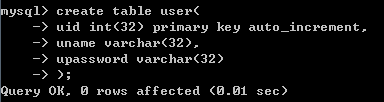 mysql> create table user(
    -> uid int(32) primary key auto_increment,
    -> uname varchar(32),
    -> upassword varchar(32)
    -> );
Query OK, 0 rows affected (0.01 sec)